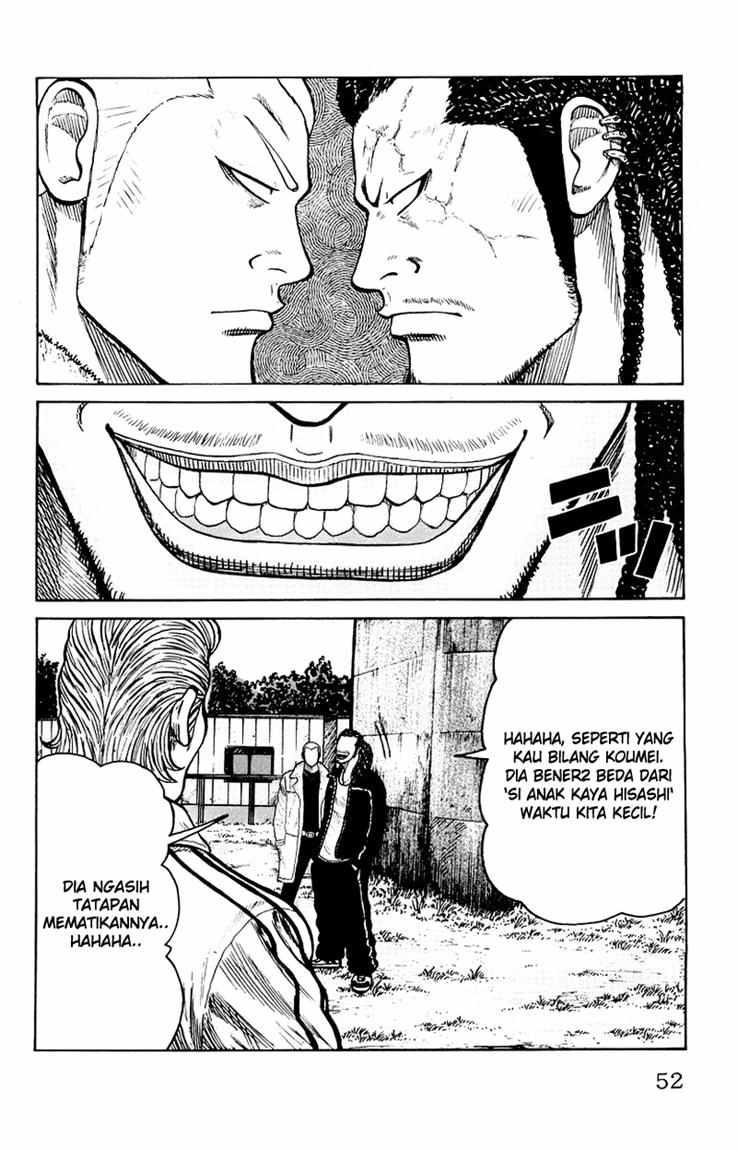 HAHAHA, SEPERTI YANG
KAU BILANG KOUMEI.
DIA BENER2 BEDA DARI
'SI ANAK KAYA HISASHI'
WAKTU KITA KECIL!
DIA NGASIH
TATAPAN
MEMATIKANNYA..
HAHAHA..
52